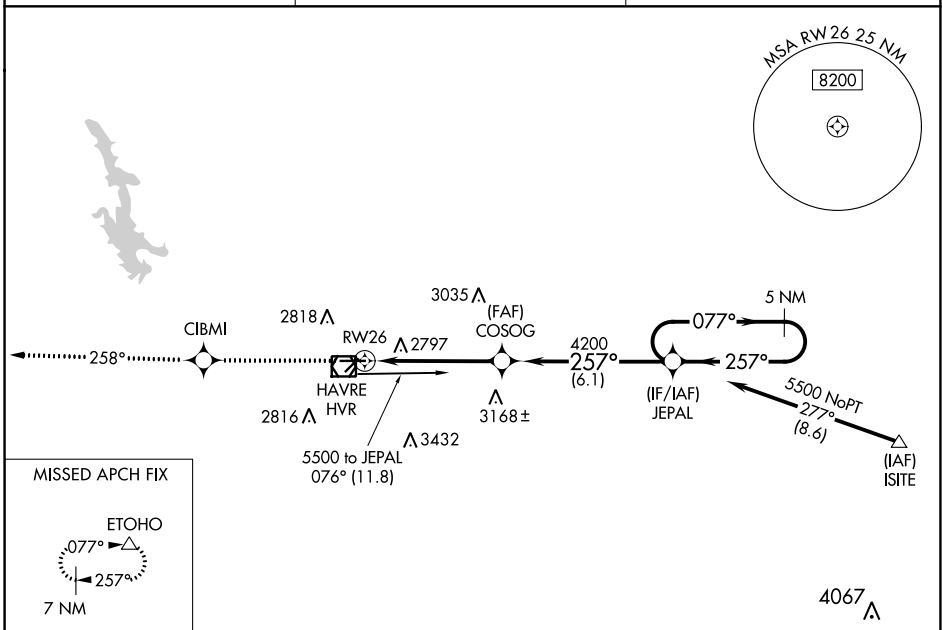 MSA RW 26 25 NM
8200
5 NM
3035
(FAF)
COSOG
077°
2818
CIBMI
RW26
2797
4200
257°
(6.1)
257°
258°
HAVRE
HVR
(IF/IAF)
JEPAL
5500 NoPT
277°
(8.6)
2816
3168±
3432
5500 to JEPAL
076° (11.8)
(IAF)
ISITE
MISSED APCH FIX
ETOHO
077°
257°
7 NM
4067